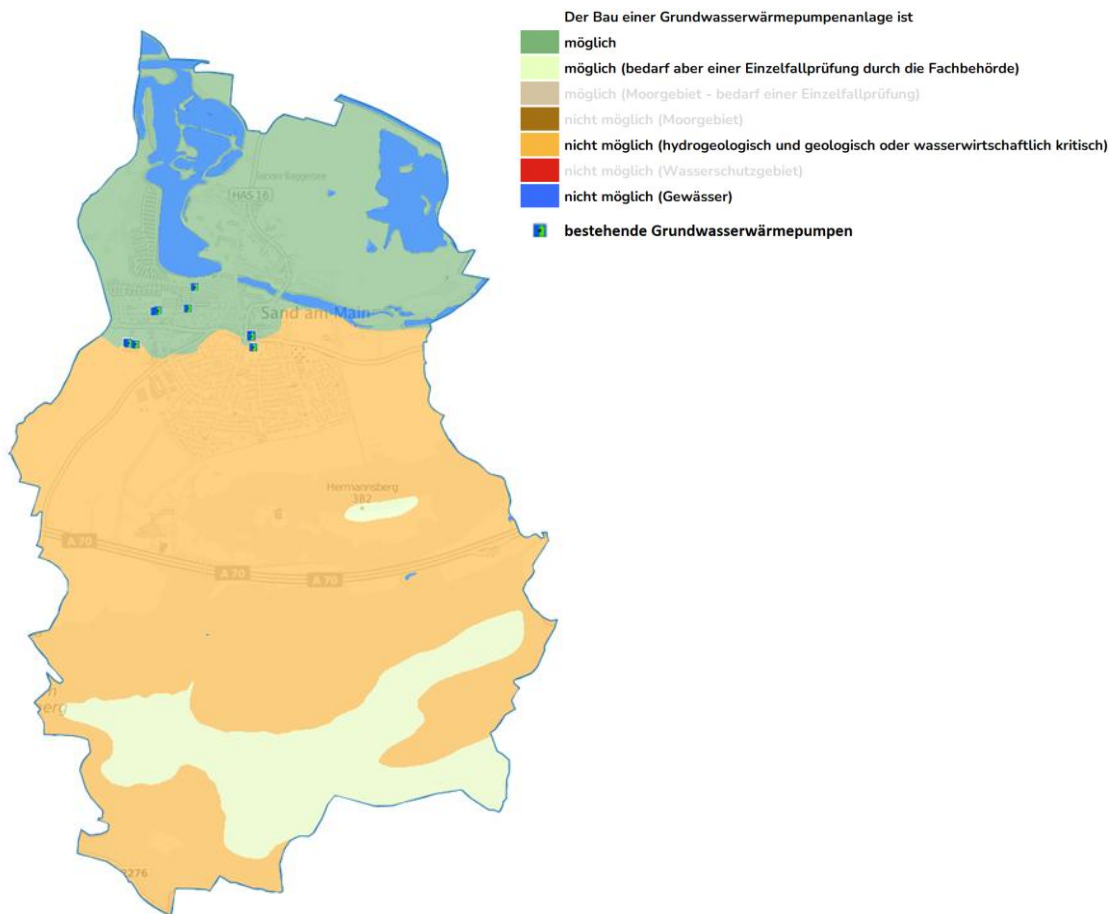 Der Bau einer Grundwasserwärmepumpenanlage ist
möglich
möglich (bedarf aber einer Einzelfallprüfung durch die Fachbehörde)
möglich (Moorgebiet - bedarf einer Einzelfallprüfung)
nicht möglich (Moorgebiet)
nicht möglich (hydrogeologisch und geologisch oder wasserwirtschaftlich kritisch)
nicht möglich (Wasserschutzgebiet)
nicht möglich (Gewässer)
bestehende Grundwasserwärmepumpen
HAS 16
Sand am Main
Hermannsberg
382
A 70
A 70
A 70
2276